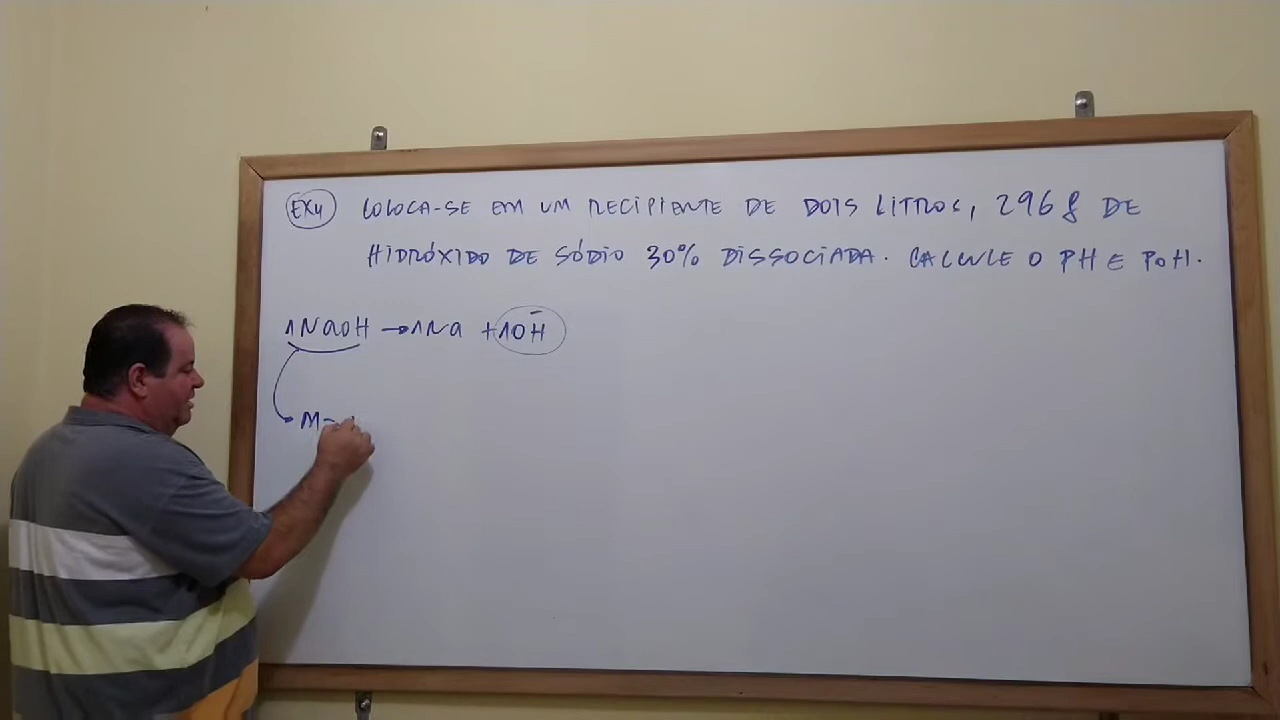 EX4 COLOCA-SE EM UM RECIPIENTE DE DOIS LITROS, 296 g DE
HIDRÓXIDO DE SÓDIO 30% DISSOCIADA. CALCULE O PH E POH.
1NaOH → 1Na + 1OH⁻
M =